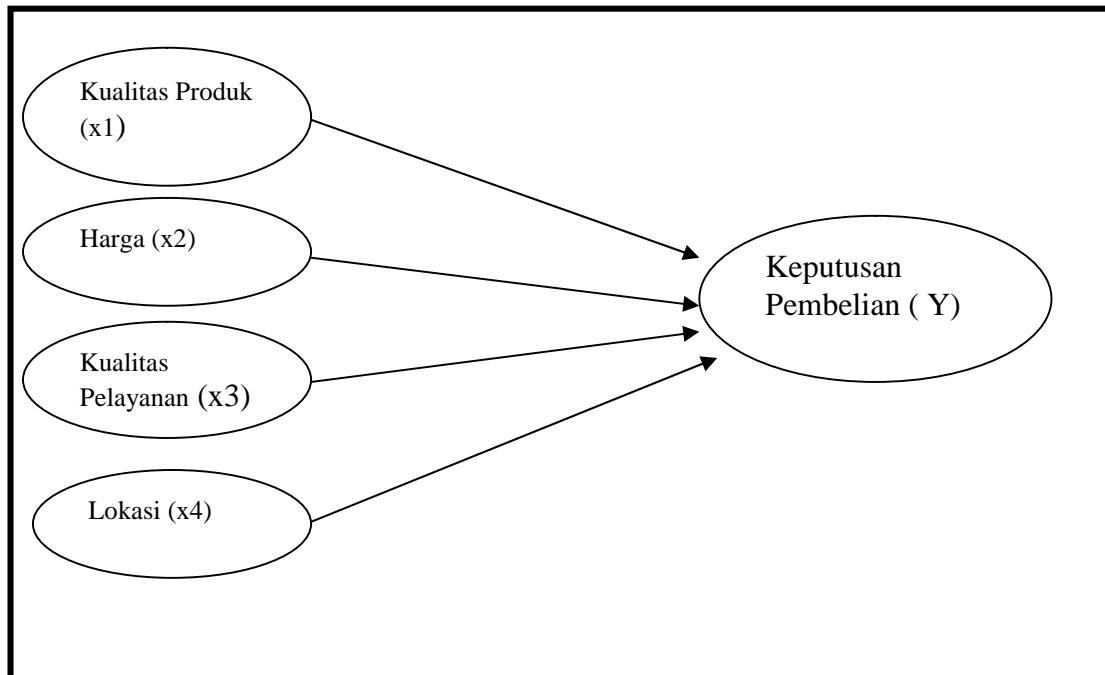 Kualitas Produk
(x1)
Harga (x2)
Kualitas
Pelayanan (x3)
Lokasi (x4)
Keputusan
Pembelian ( Y)